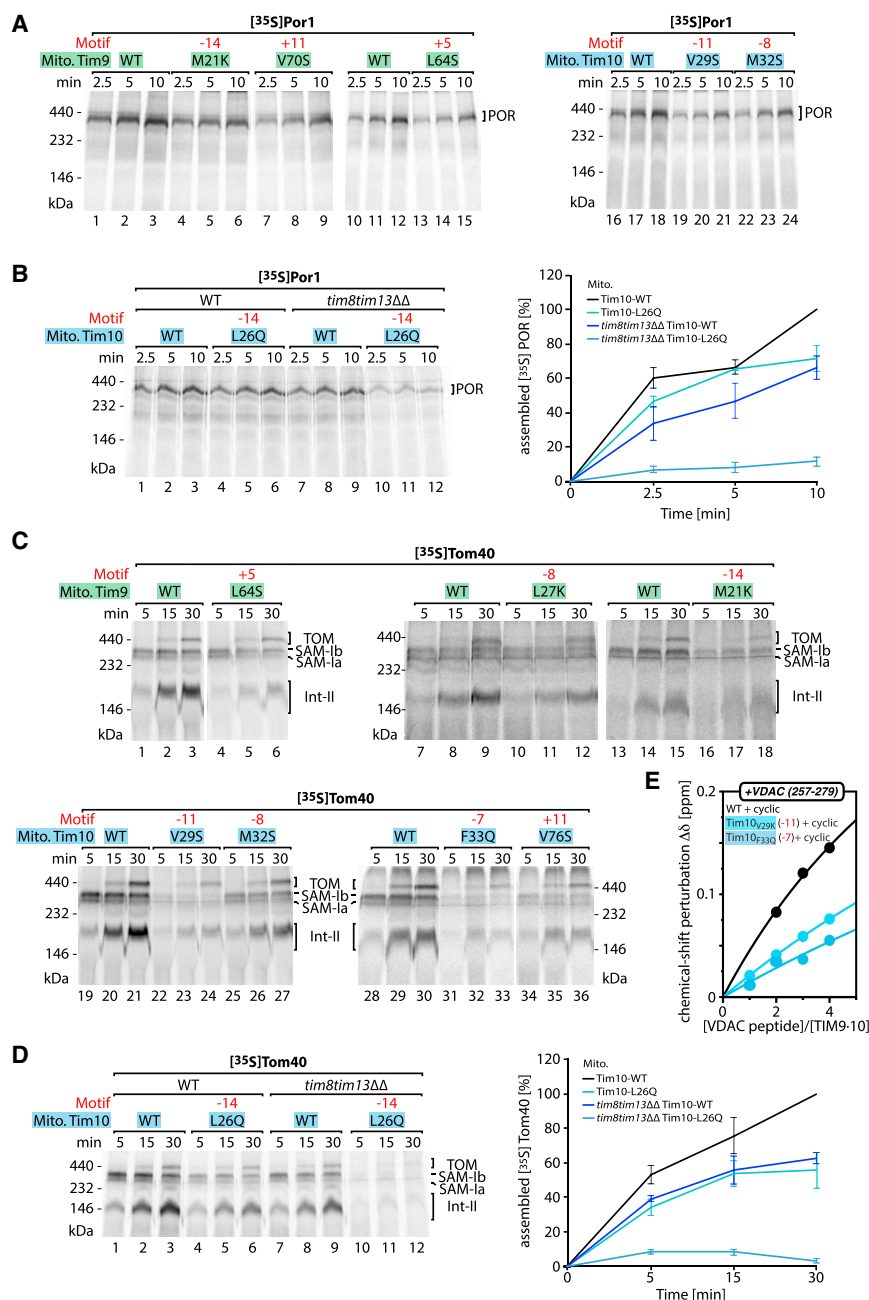 A
[35S]Por1
Motif -14 +11 +5
Mito. Tim9 WT M21K V70S WT L64S
min 2.5 5 10 2.5 5 10 2.5 5 10 2.5 5 10 2.5 5 10
440 -
232 -
146 -
kDa
POR
1 2 3 4 5 6 7 8 9 10 11 12 13 14 15
[35S]Por1
Motif -11 -8
Mito. Tim10 WT V29S M32S
min 2.5 5 10 2.5 5 10 2.5 5 10
440 -
232 -
146 -
kDa
POR
16 17 18 19 20 21 22 23 24
B
[35S]Por1
WT tim8tim13ΔΔ
Motif -14 -14
Mito. Tim10 WT L26Q WT L26Q
min 2.5 5 10 2.5 5 10 2.5 5 10 2.5 5 10
440 -
232 -
146 -
kDa
POR
1 2 3 4 5 6 7 8 9 10 11 12
assembled [35S] POR [%]
120
100
80
60
40
20
0
Mito.
Tim10-WT
Tim10-L26Q
tim8tim13ΔΔ Tim10-WT
tim8tim13ΔΔ Tim10-L26Q
0 2.5 5 10
Time [min]
C
[35S]Tom40
Motif +5 -8 -14
Mito. Tim9 WT L64S WT L27K WT M21K
min 5 15 30 5 15 30 5 15 30 5 15 30 5 15 30 5 15 30
440 -
232 -
146 -
kDa
TOM
SAM-Ib
SAM-Ia
Int-II
440-
232 -
146 -
kDa
TOM
SAM-Ib
SAM-Ia
Int-II
1 2 3 4 5 6 7 8 9 10 11 12 13 14 15 16 17 18
[35S]Tom40
Motif -11 -8 -7 +11
Mito. Tim10 WT V29S M32S WT F33Q V76S
min 5 15 30 5 15 30 5 15 30 5 15 30 5 15 30 5 15 30
440 -
232 -
146 -
kDa
TOM
SAM-Ib
SAM-Ia
Int-II
- 440
- 232
- 146
kDa
19 20 21 22 23 24 25 26 27 28 29 30 31 32 33 34 35 36
E
+VDAC (257-279)
WT + cyclic
Tim10V29K (-11) + cyclic
Tim10F33Q (-7)+ cyclic
chemical-shift perturbation Δδ [ppm]
0.2
0.1
0
0 2 4
[VDAC peptide]/[TIM9·10]
D
[35S]Tom40
WT tim8tim13ΔΔ
Motif -14 -14
Mito. Tim10 WT L26Q WT L26Q
min 5 15 30 5 15 30 5 15 30 5 15 30
440 -
232 -
146 -
kDa
TOM
SAM-Ib
SAM-Ia
Int-II
1 2 3 4 5 6 7 8 9 10 11 12
assembled [35S] Tom40 [%]
120
100
80
60
40
20
0
Mito.
Tim10-WT
Tim10-L26Q
tim8tim13ΔΔ Tim10-WT
tim8tim13ΔΔ Tim10-L26Q
0 5 15 30
Time [min]